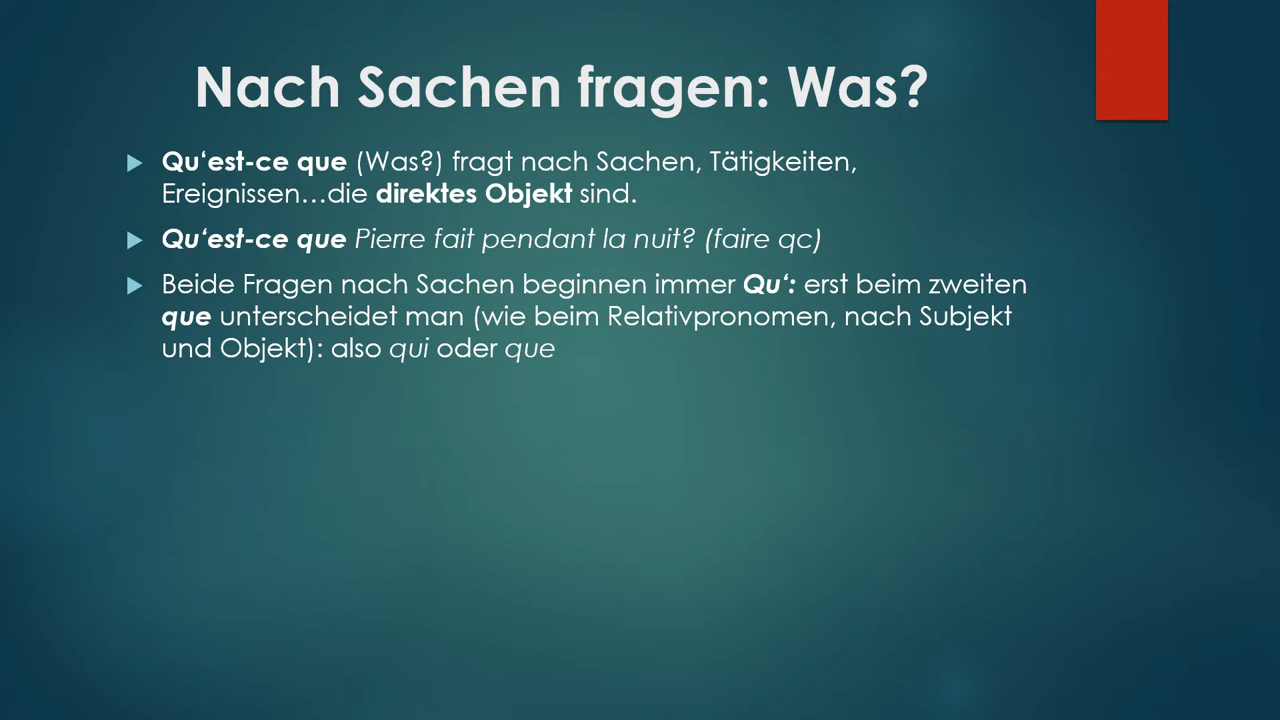 Nach Sachen fragen: Was?
Qu‘est-ce que (Was?) fragt nach Sachen, Tätigkeiten,
Ereignissen…die direktes Objekt sind.
Qu‘est-ce que Pierre fait pendant la nuit? (faire qc)
Beide Fragen nach Sachen beginnen immer Qu‘: erst beim zweiten
que unterscheidet man (wie beim Relativpronomen, nach Subjekt
und Objekt): also qui oder que